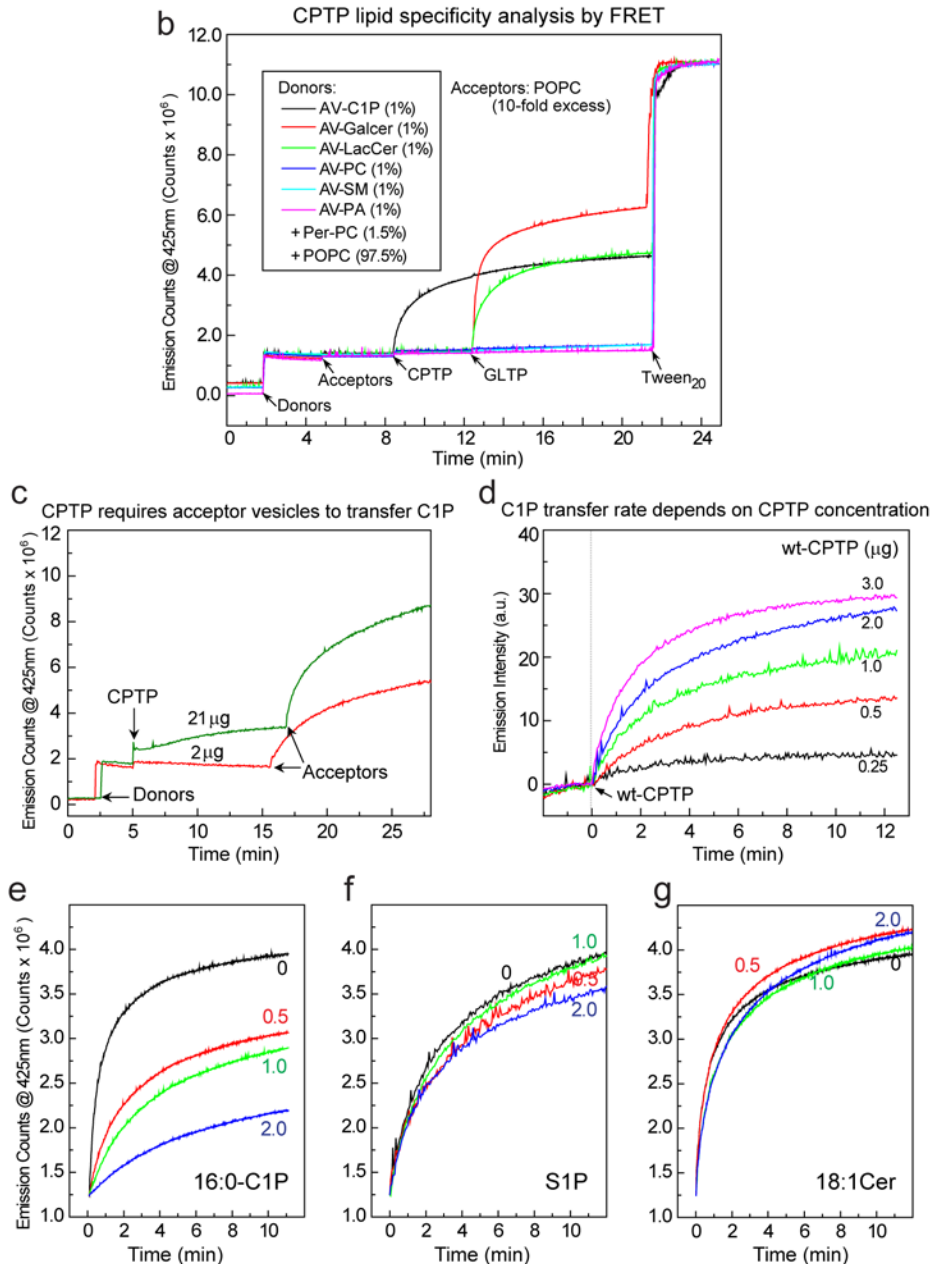 CPTP lipid specificity analysis by FRET
b
Emission Counts @ 425nm (Counts x 10⁶)
12.0
10.0
8.0
6.0
4.0
2.0
0.0
Donors:
AV-C1P (1%)
AV-Galcer (1%)
AV-LacCer (1%)
AV-PC (1%)
AV-SM (1%)
AV-PA (1%)
+ Per-PC (1.5%)
+ POPC (97.5%)
Acceptors: POPC
(10-fold excess)
Donors
Acceptors
CPTP
GLTP
Tween₂₀
0 4 8 12 16 20 24
Time (min)
c
CPTP requires acceptor vesicles to transfer C1P
Emission Counts @ 425nm (Counts x 10⁶)
12
10
8
6
4
2
0
CPTP
21 µg
2 µg
Donors
Acceptors
0 5 10 15 20 25
Time (min)
d
C1P transfer rate depends on CPTP concentration
Emission Intensity (a.u.)
40
30
20
10
0
wt-CPTP (µg)
3.0
2.0
1.0
0.5
0.25
wt-CPTP
0 2 4 6 8 10 12
Time (min)
e
Emission Counts @ 425nm (Counts x 10⁶)
4.0
3.5
3.0
2.5
2.0
1.5
1.0
0
0.5
1.0
2.0
16:0-C1P
0 2 4 6 8 10
Time (min)
f
4.0
3.5
3.0
2.5
2.0
1.5
1.0
0
1.0
0.5
2.0
S1P
0 2 4 6 8 10 12
Time (min)
g
4.0
3.5
3.0
2.5
2.0
1.5
1.0
2.0
0.5
0
1.0
18:1Cer
0 2 4 6 8 10 12
Time (min)